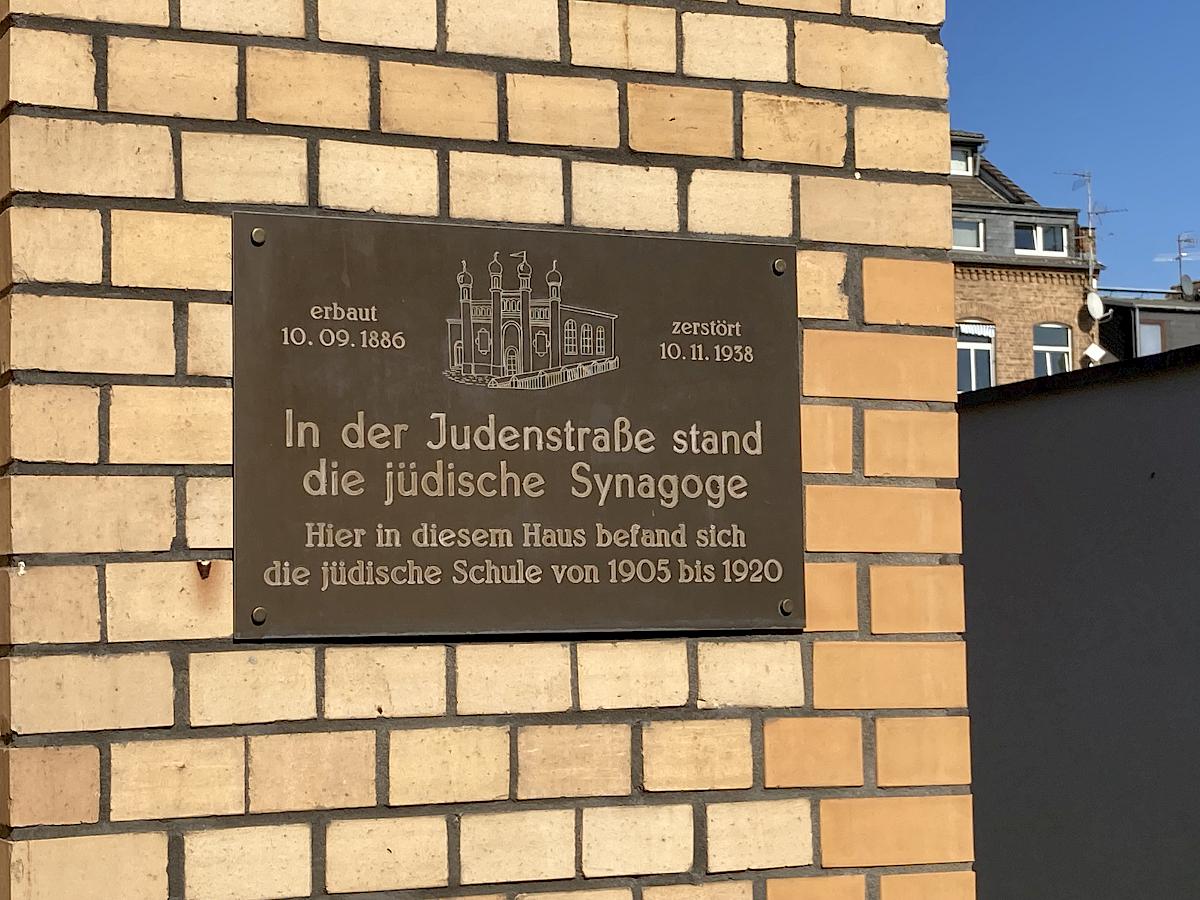 erbaut
10.09.1886
zerstört
10.11.1938
In der Judenstraße stand
die jüdische Synagoge
Hier in diesem Haus befand sich
die jüdische Schule von 1905 bis 1920